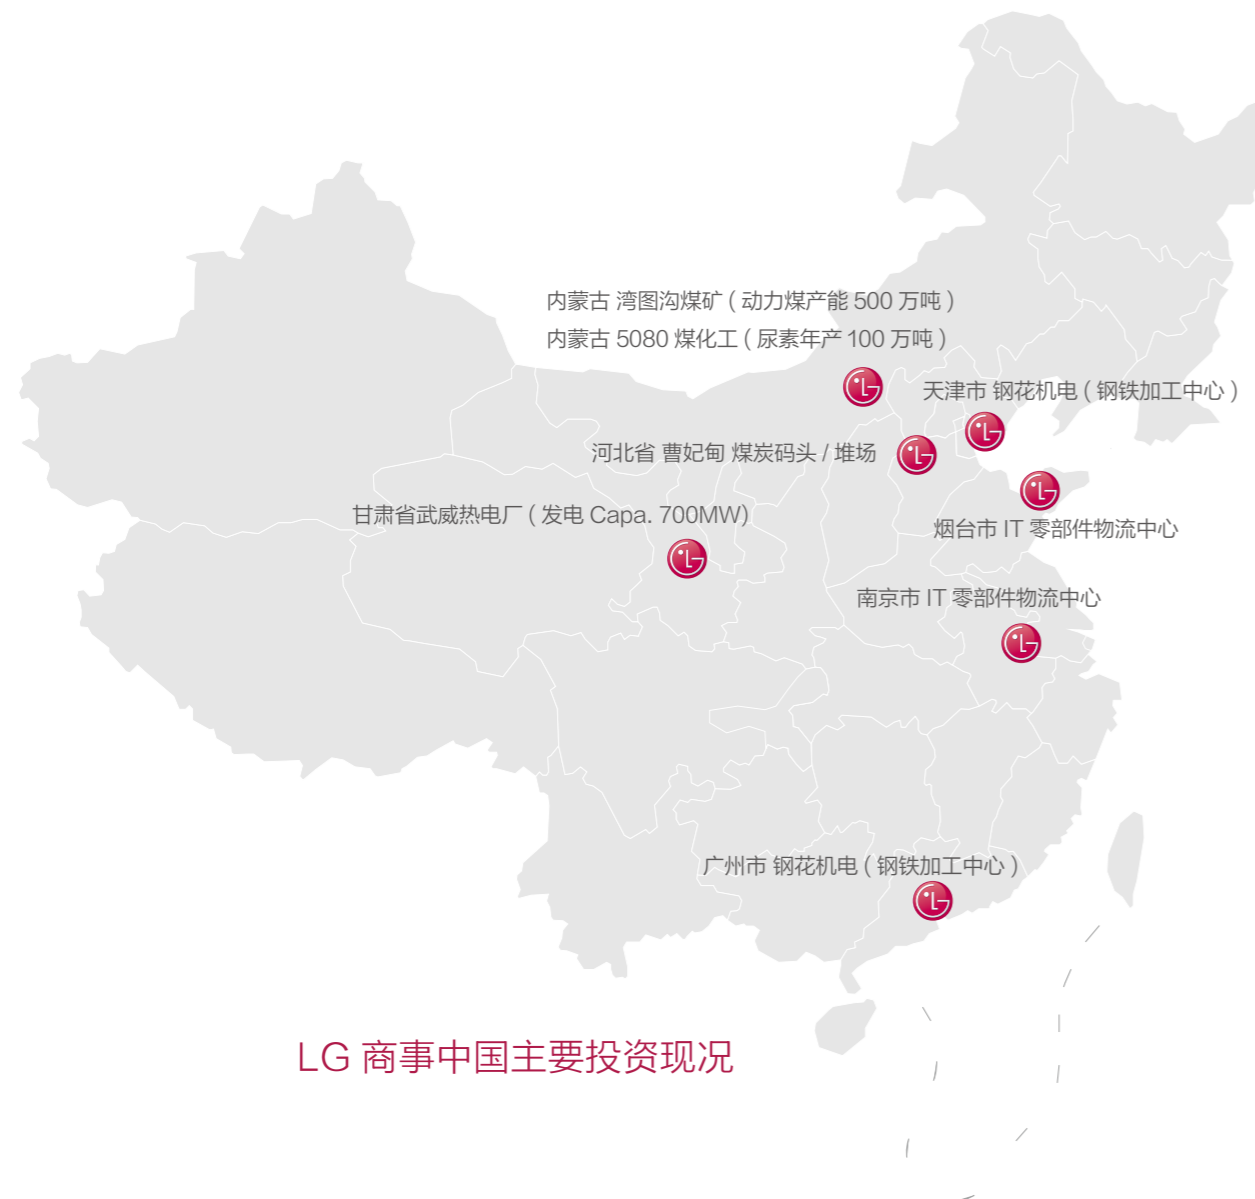 内蒙古 湾图沟煤矿 ( 动力煤产能 500 万吨 )
内蒙古 5080 煤化工 ( 尿素年产 100 万吨 )
天津市 钢花机电 ( 钢铁加工中心 )
河北省 曹妃甸 煤炭码头 / 堆场
甘肃省武威热电厂 ( 发电 Capa. 700MW)
烟台市 IT 零部件物流中心
南京市 IT 零部件物流中心
广州市 钢花机电 ( 钢铁加工中心 )
LG 商事中国主要投资现况